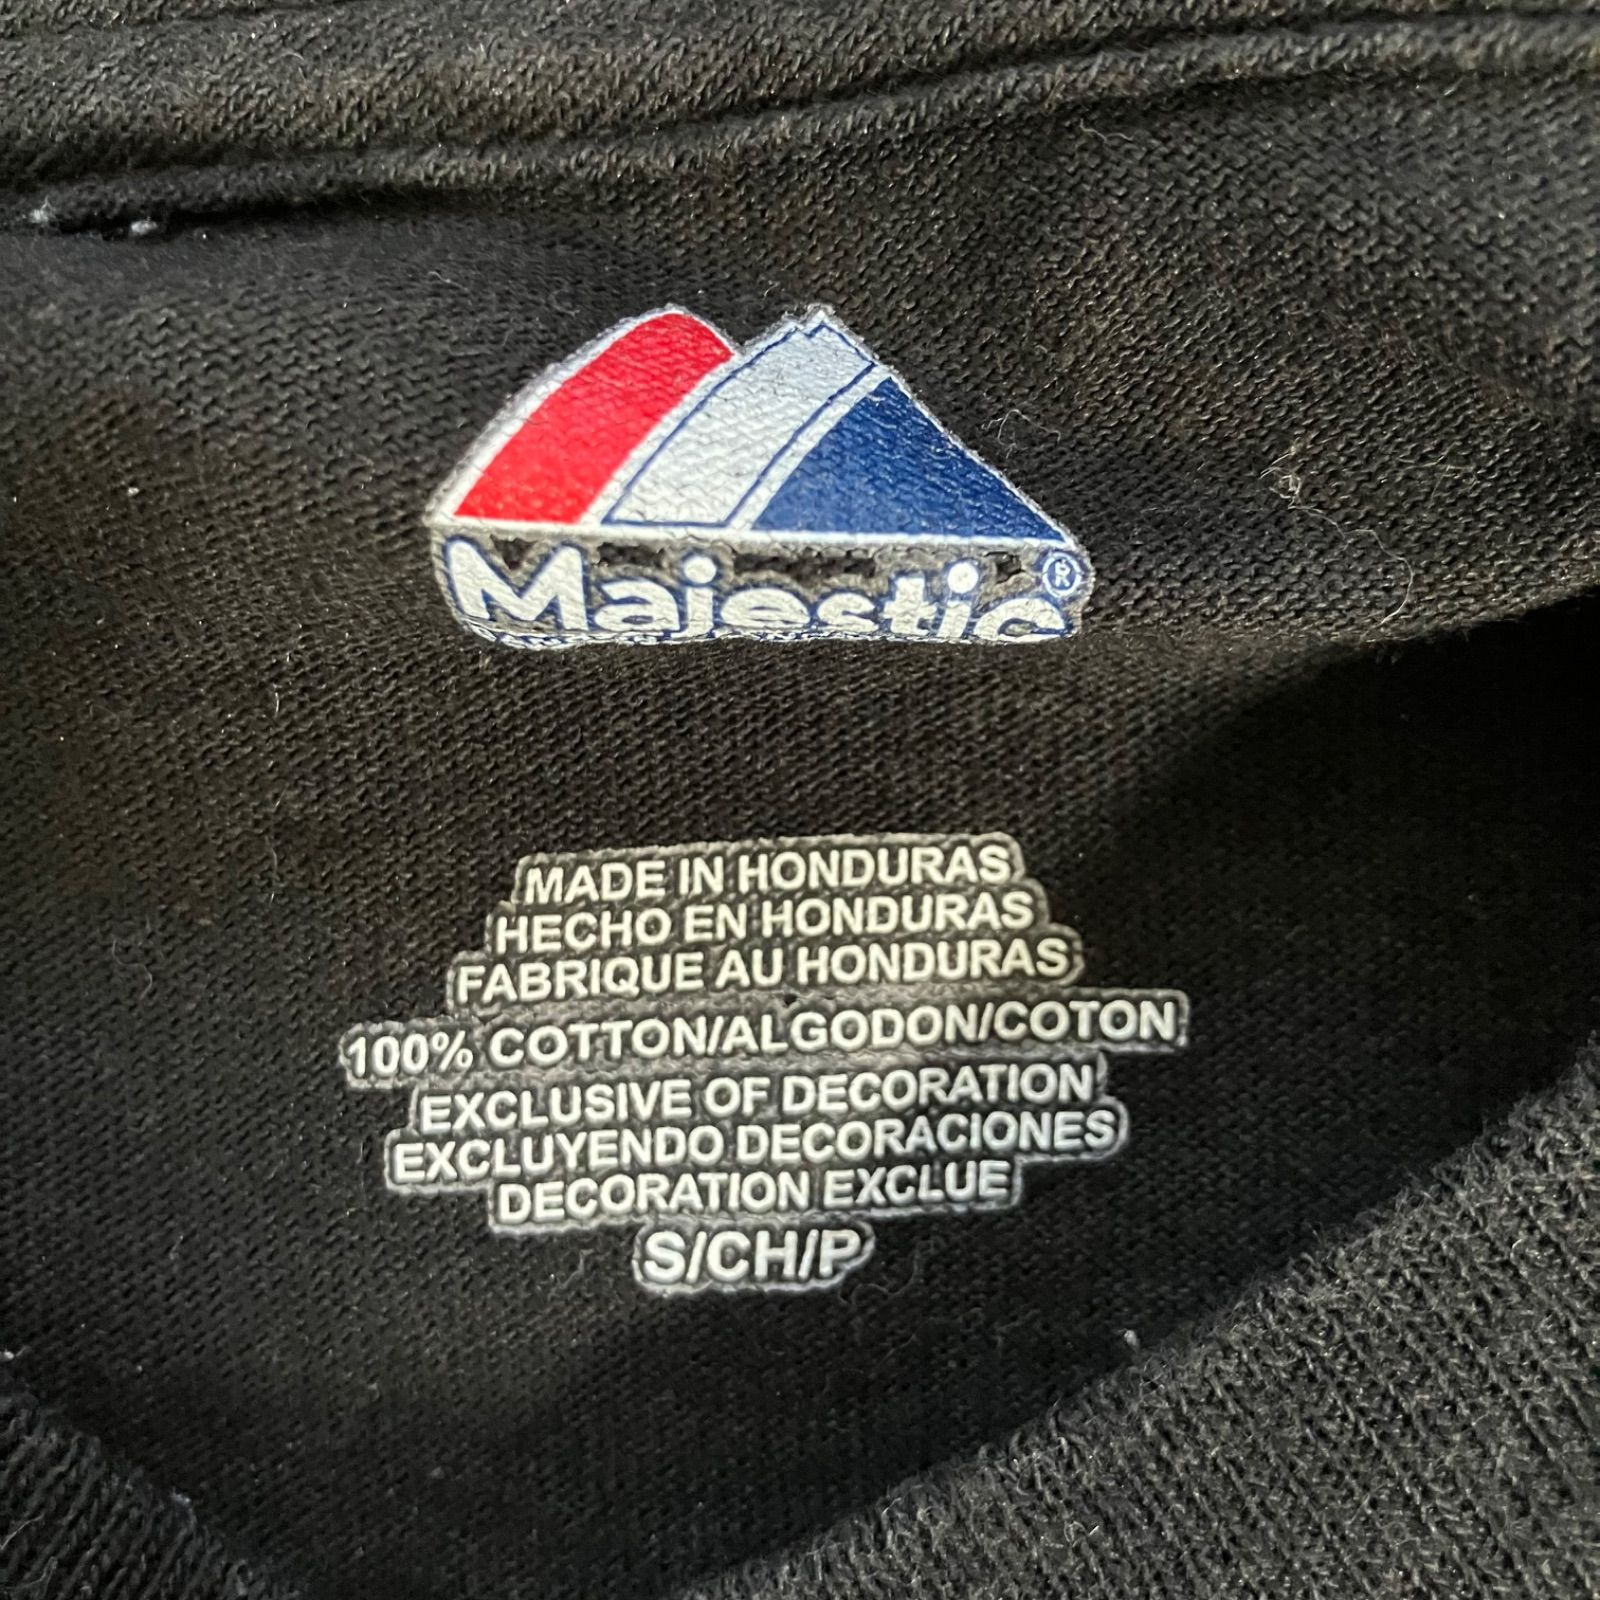 Majestic®
MADE IN HONDURAS
HECHO EN HONDURAS
FABRIQUE AU HONDURAS
100% COTTON/ALGODON/COTON
EXCLUSIVE OF DECORATION
EXCLUYENDO DECORACIONES
DECORATION EXCLUE
S/CH/P